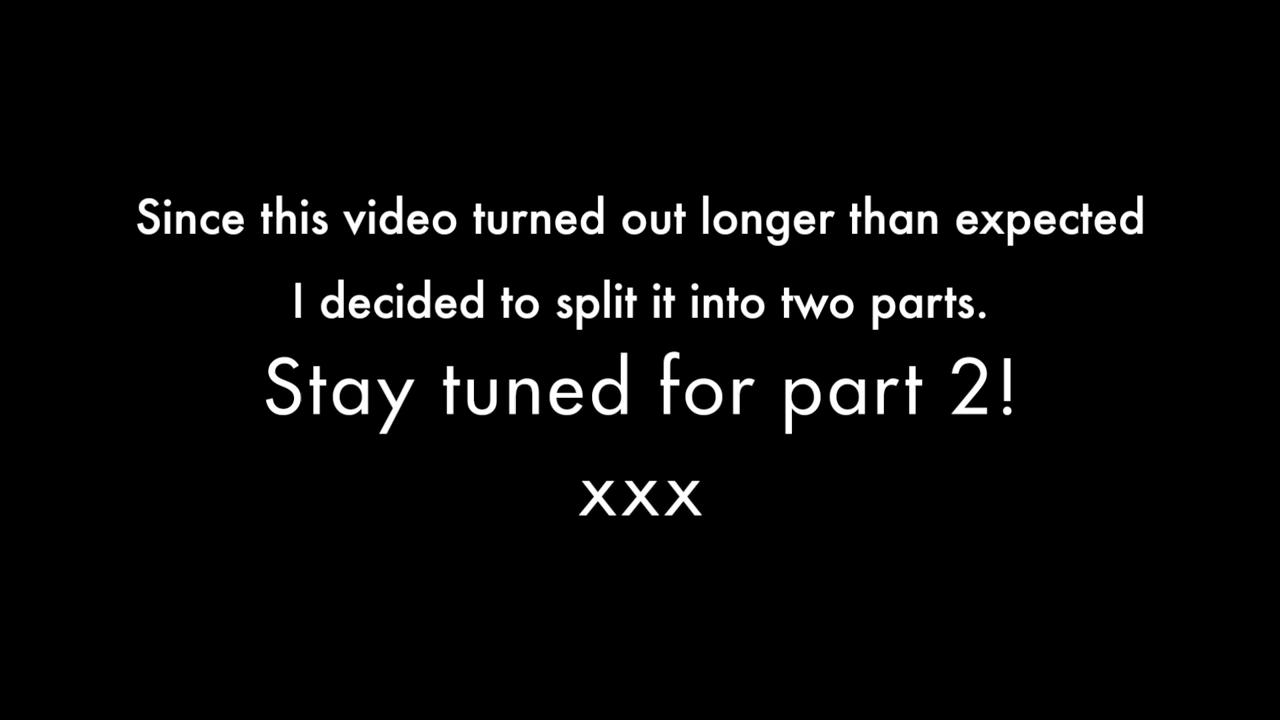 Since this video turned out longer than expected
I decided to split it into two parts.
Stay tuned for part 2!
xxx